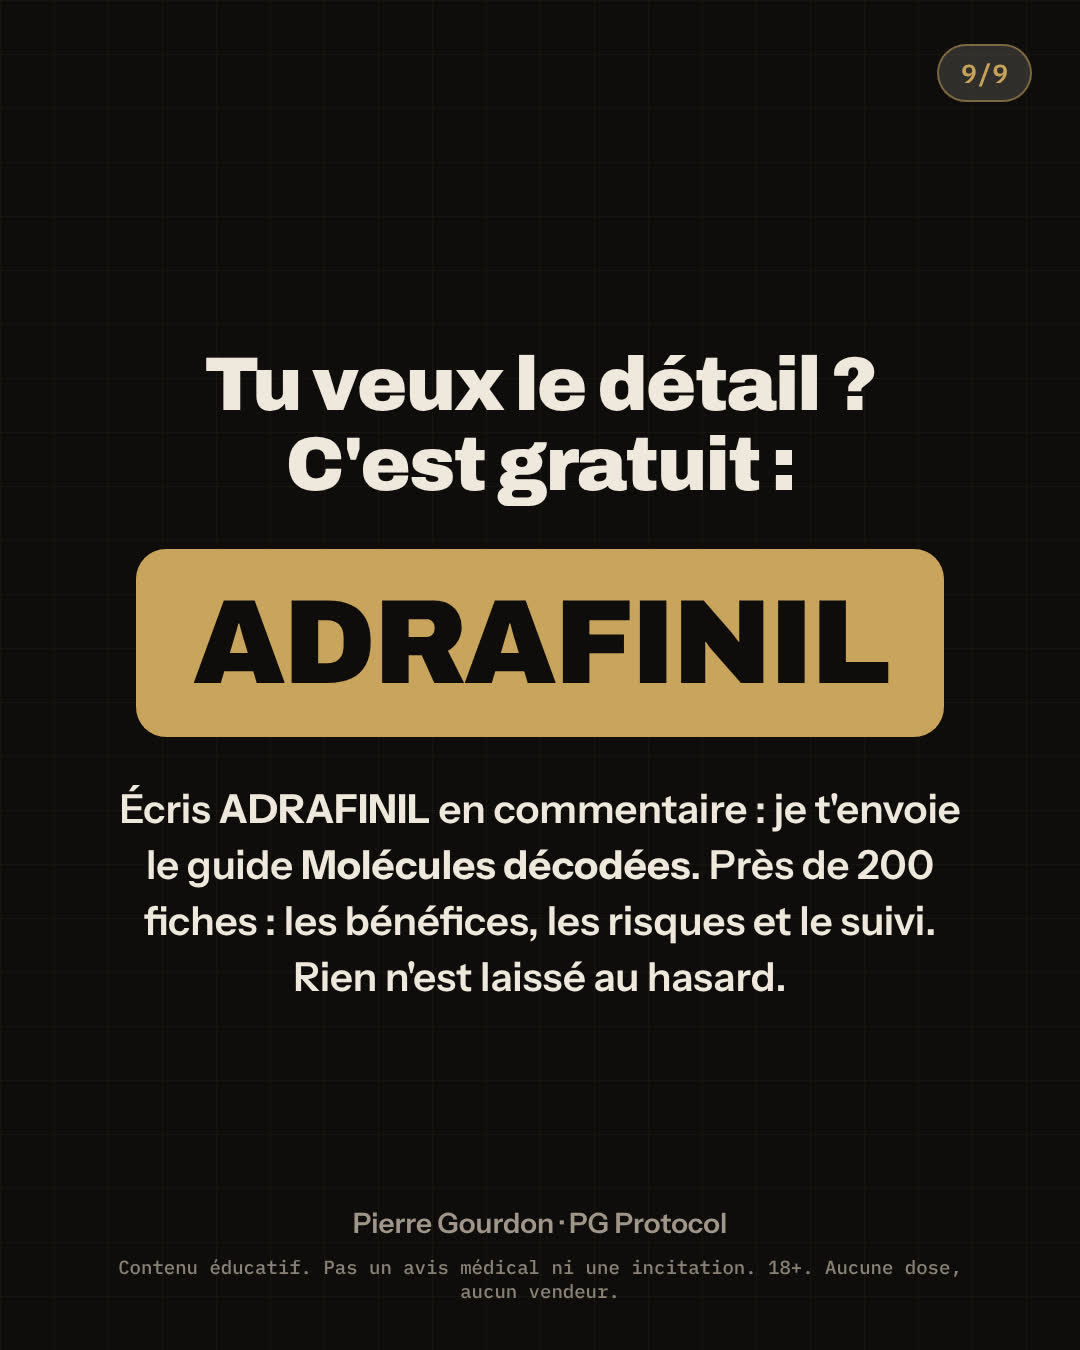 9/9
Tu veux le détail ?
C'est gratuit :
ADRAFINIL
Écris ADRAFINIL en commentaire : je t'envoie
le guide Molécules décodées. Près de 200
fiches : les bénéfices, les risques et le suivi.
Rien n'est laissé au hasard.
Pierre Gourdon · PG Protocol
Contenu éducatif. Pas un avis médical ni une incitation. 18+. Aucune dose,
aucun vendeur.